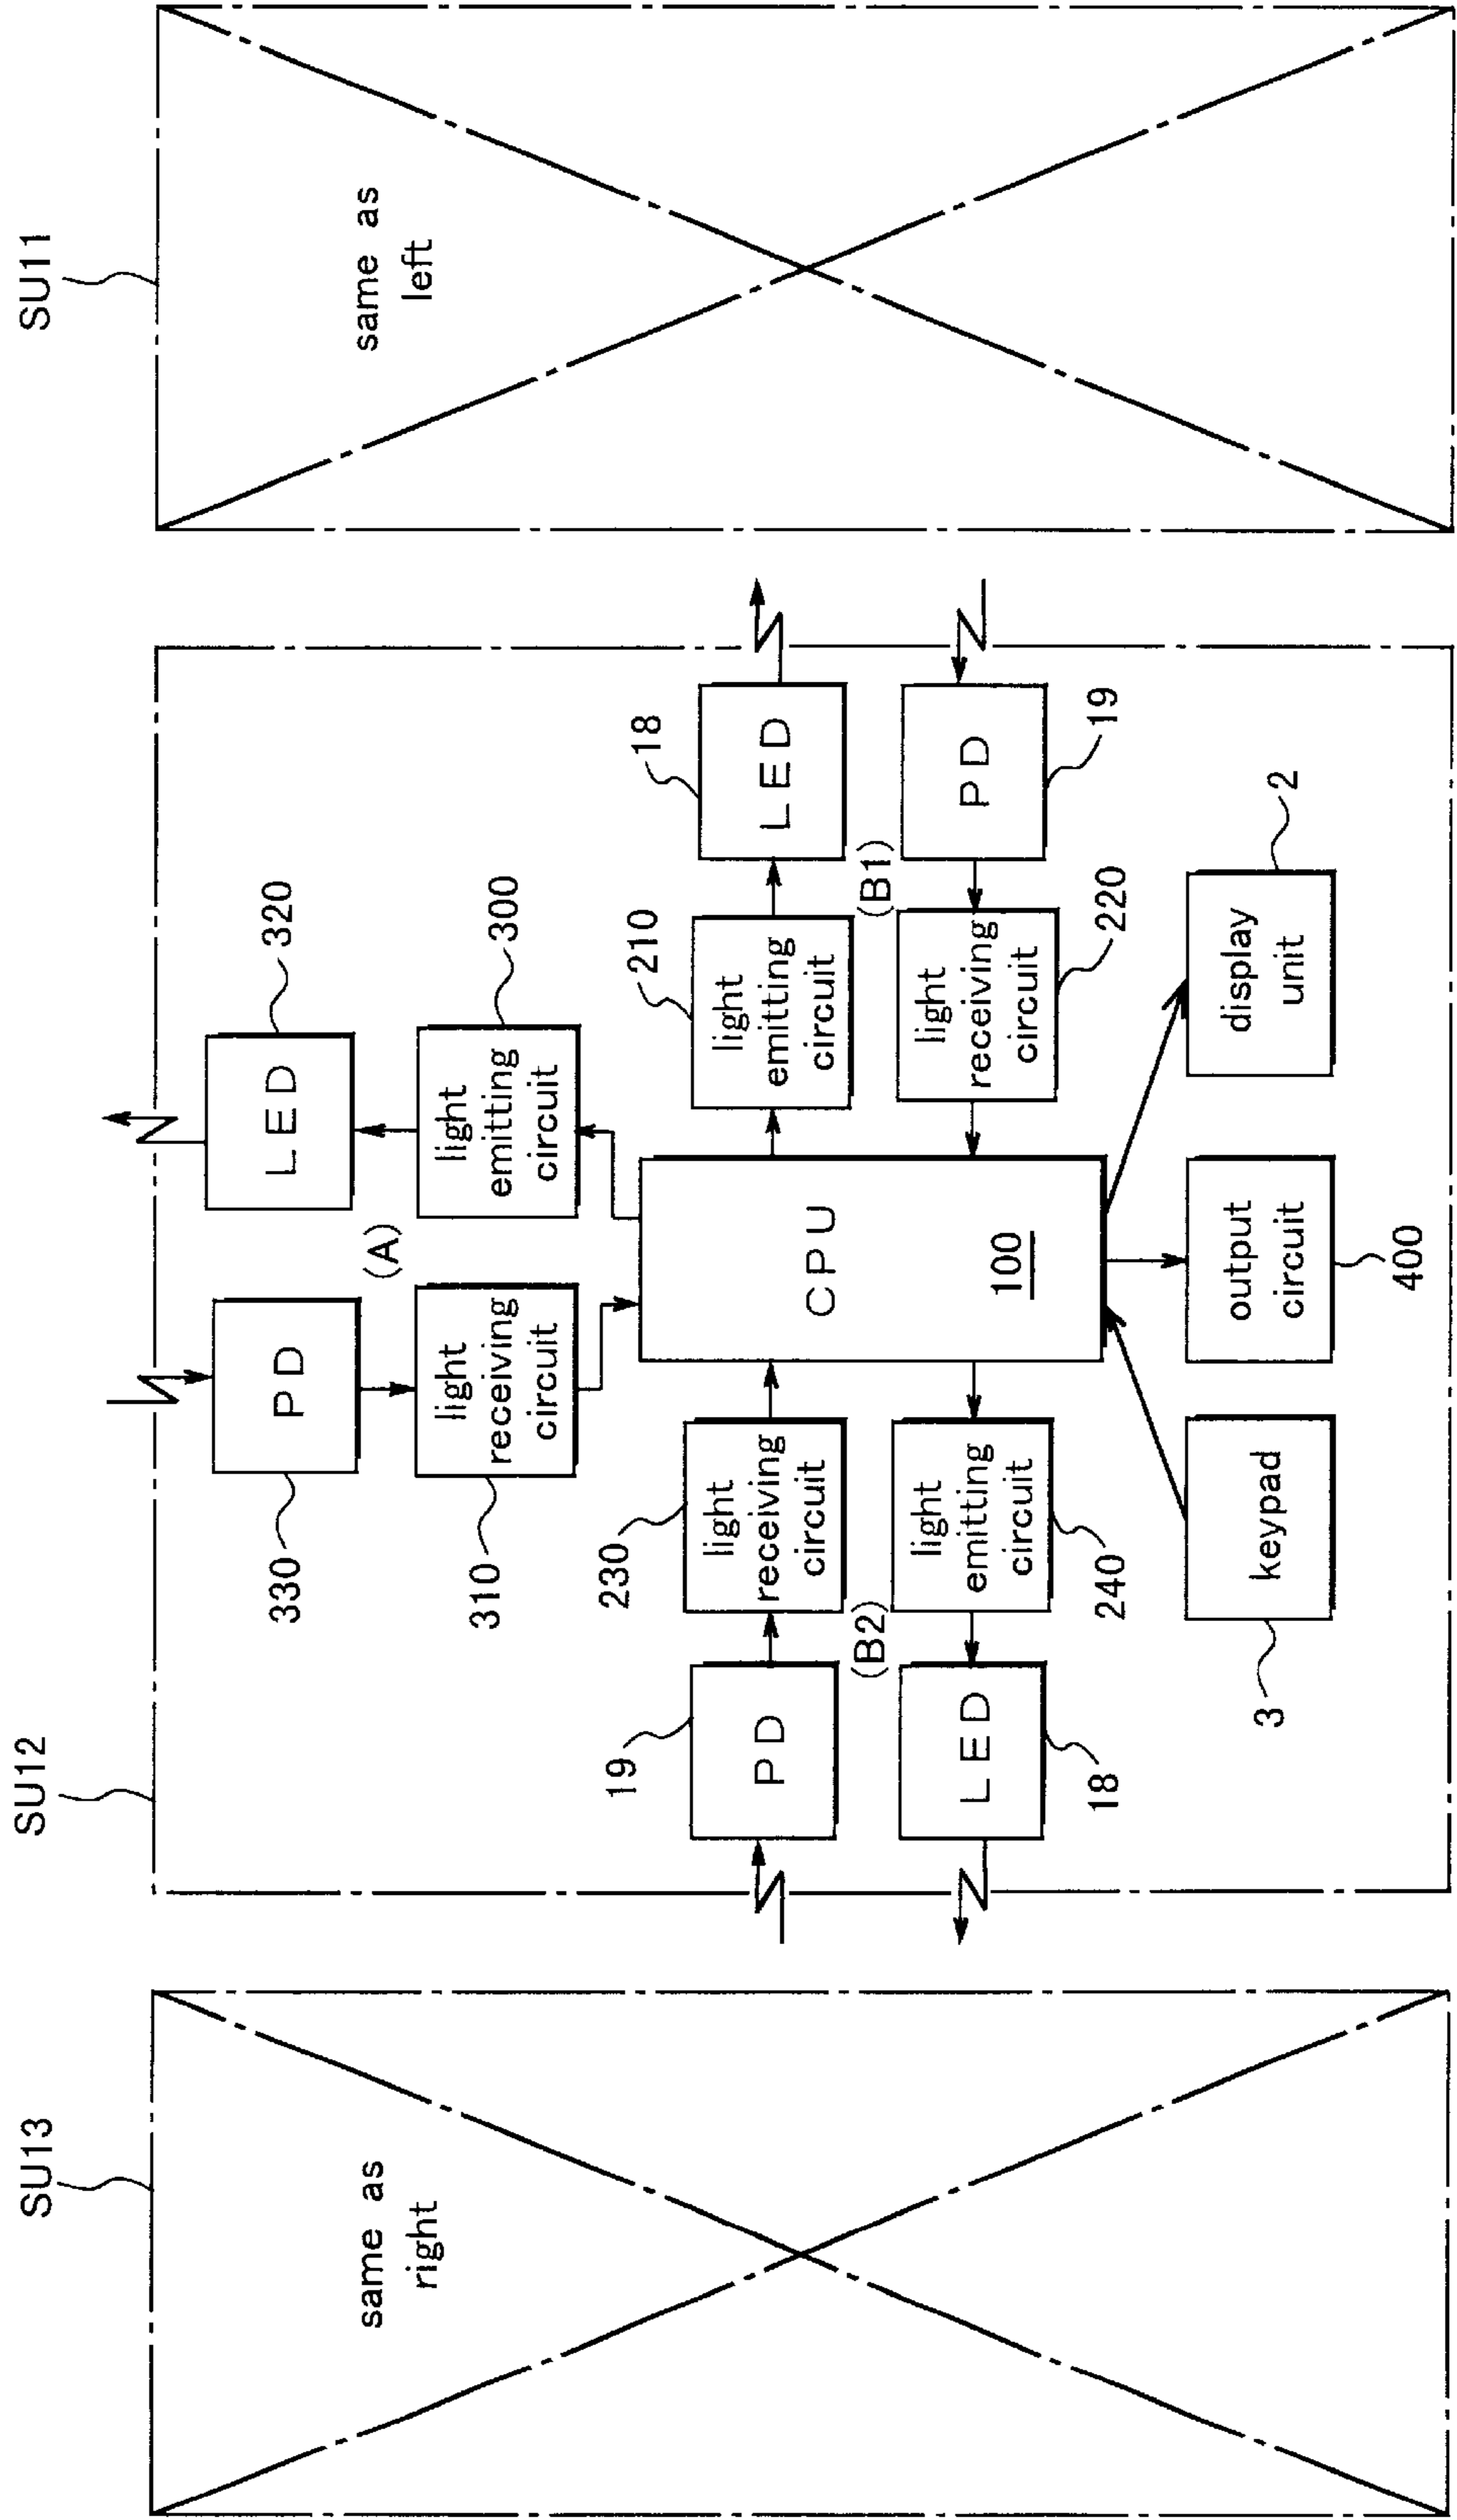 SU13
SU12
SU11
same as
right
same as
left
330
PD
(A)
LED
320
310
light
receiving
circuit
light
emitting
circuit
300
19
PD
230
light
receiving
circuit
(B2)
CPU
100
210
light
emitting
circuit
(B1)
18
LED
18
LED
240
light
emitting
circuit
220
light
receiving
circuit
PD
19
3
keypad
output
circuit
400
display
unit
2